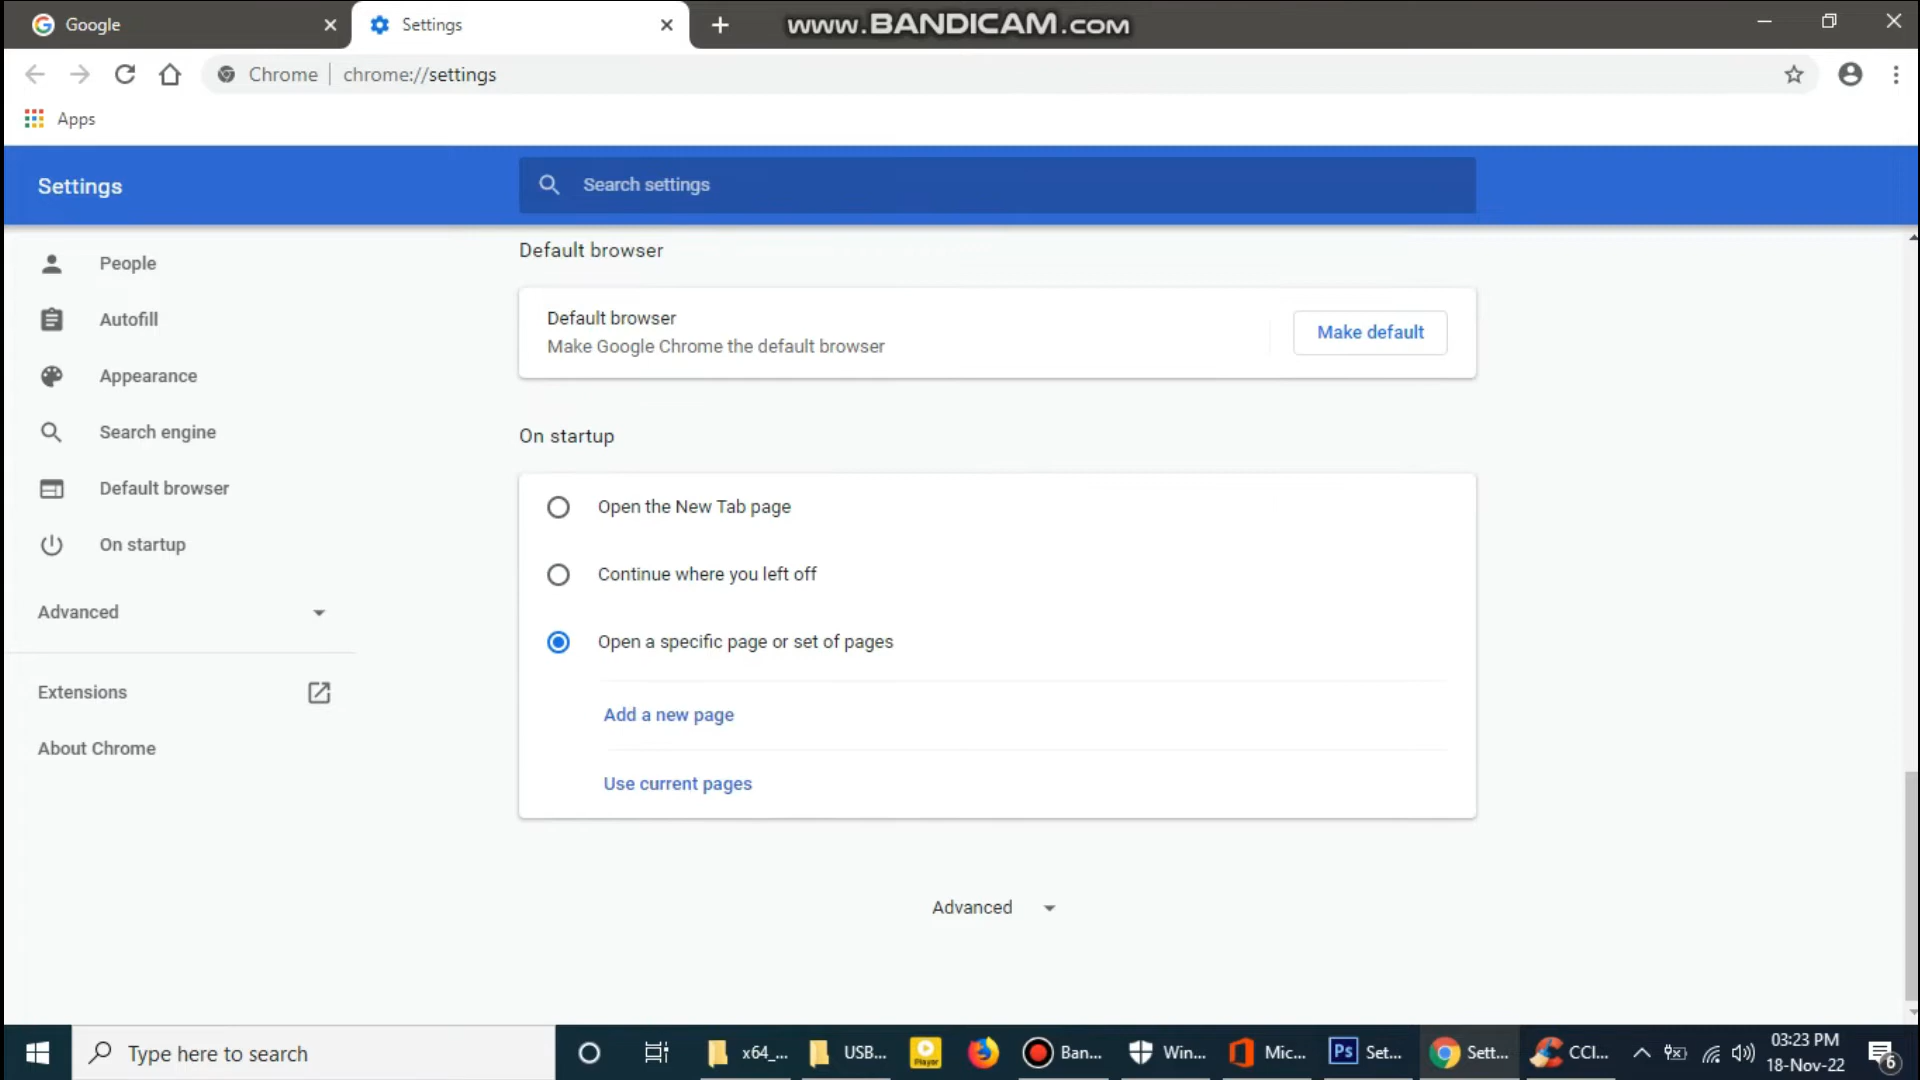 Google
Settings
www.BANDICAM.com
Chrome
chrome://settings
Apps
Settings
Search settings
People
Autofill
Appearance
Search engine
Default browser
On startup
Advanced
Extensions
About Chrome
Default browser
Default browser
Make Google Chrome the default browser
Make default
On startup
Open the New Tab page
Continue where you left off
Open a specific page or set of pages
Add a new page
Use current pages
Advanced
Type here to search
x64_...
USB...
Player
Ban...
Win...
Mic...
Ps
Set...
Sett...
CCl...
03:23 PM
18-Nov-22
6